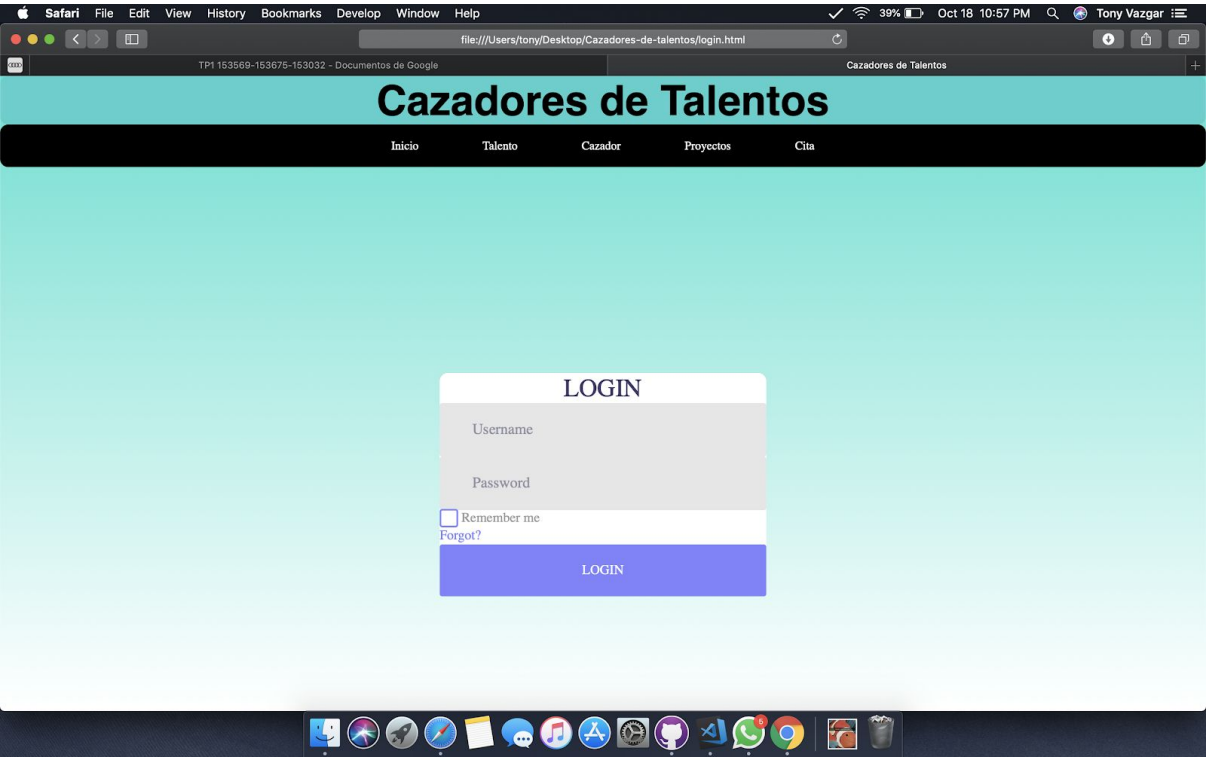 Safari File Edit View History Bookmarks Develop Window Help 39% Oct 18 10:57 PM Tony Vazgar
file:///Users/tony/Desktop/Cazadores-de-talentos/login.html
TP1 153569-153675-153032 - Documentos de Google Cazadores de Talentos
Cazadores de Talentos
Inicio Talento Cazador Proyectos Cita
LOGIN
Username
Password
Remember me
Forgot?
LOGIN
6